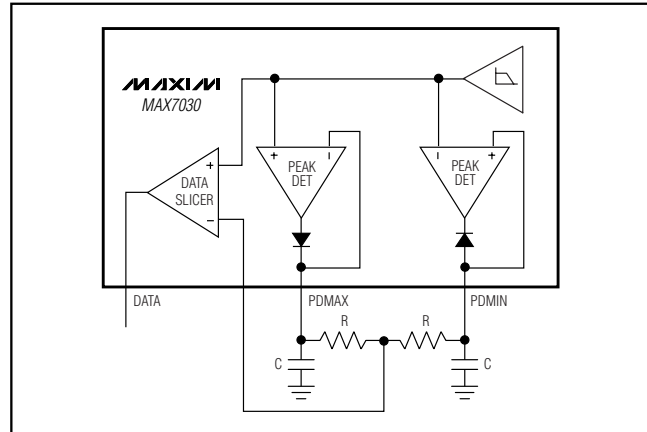 MAXIM
MAX7030
DATA
SLICER
+
−
PEAK
DET
+
−
PEAK
DET
−
+
DATA
PDMAX
PDMIN
R
R
C
C